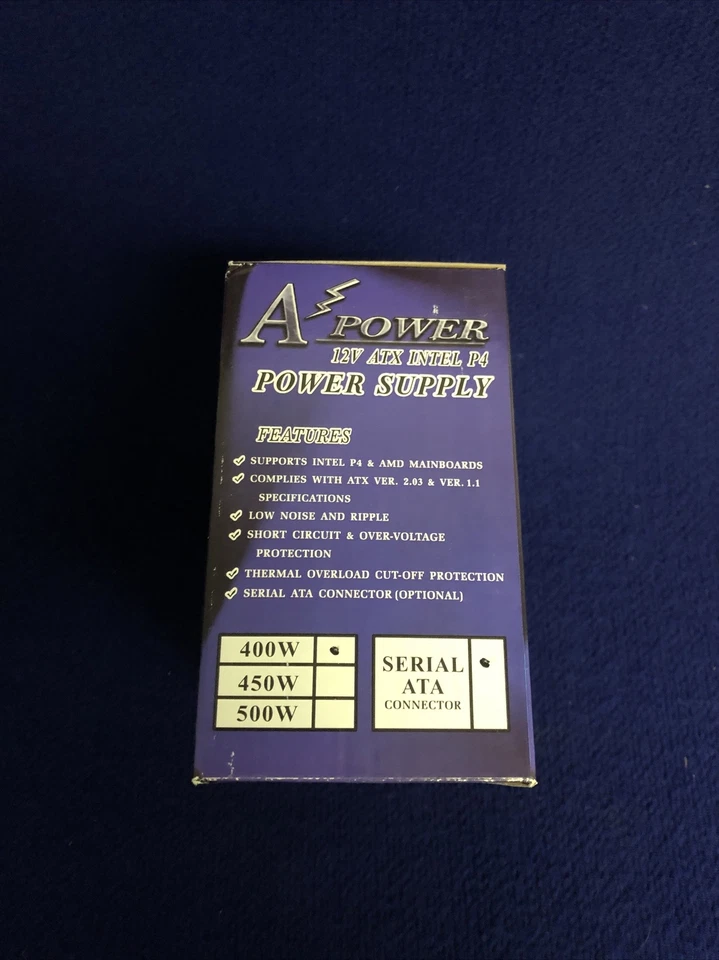 A POWER
12V ATX INTEL P4
POWER SUPPLY
FEATURES
SUPPORTS INTEL P4 & AMD MAINBOARDS
COMPLIES WITH ATX VER. 2.03 & VER. 1.1
SPECIFICATIONS
LOW NOISE AND RIPPLE
SHORT CIRCUIT & OVER-VOLTAGE
PROTECTION
THERMAL OVERLOAD CUT-OFF PROTECTION
SERIAL ATA CONNECTOR (OPTIONAL)
400W
450W
500W
SERIAL
ATA
CONNECTOR